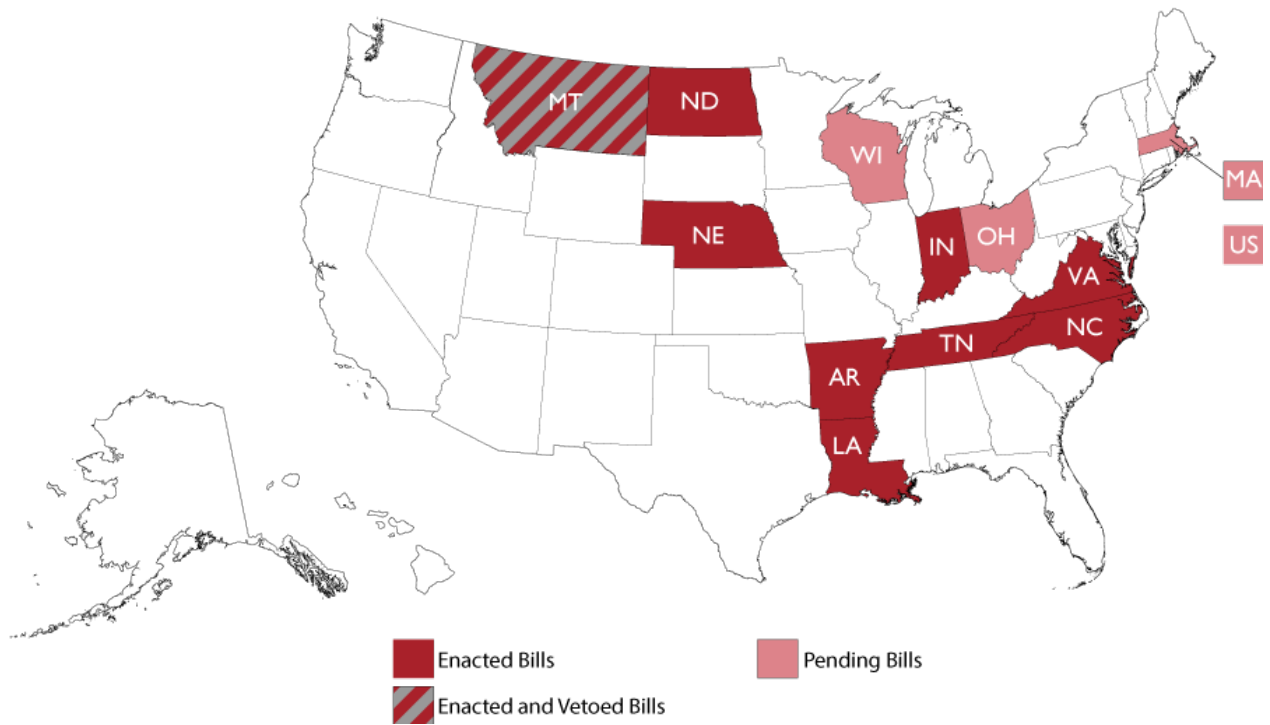 MT
ND
WI
MA
NE
IN
OH
US
VA
NC
TN
AR
LA
Enacted Bills
Pending Bills
Enacted and Vetoed Bills